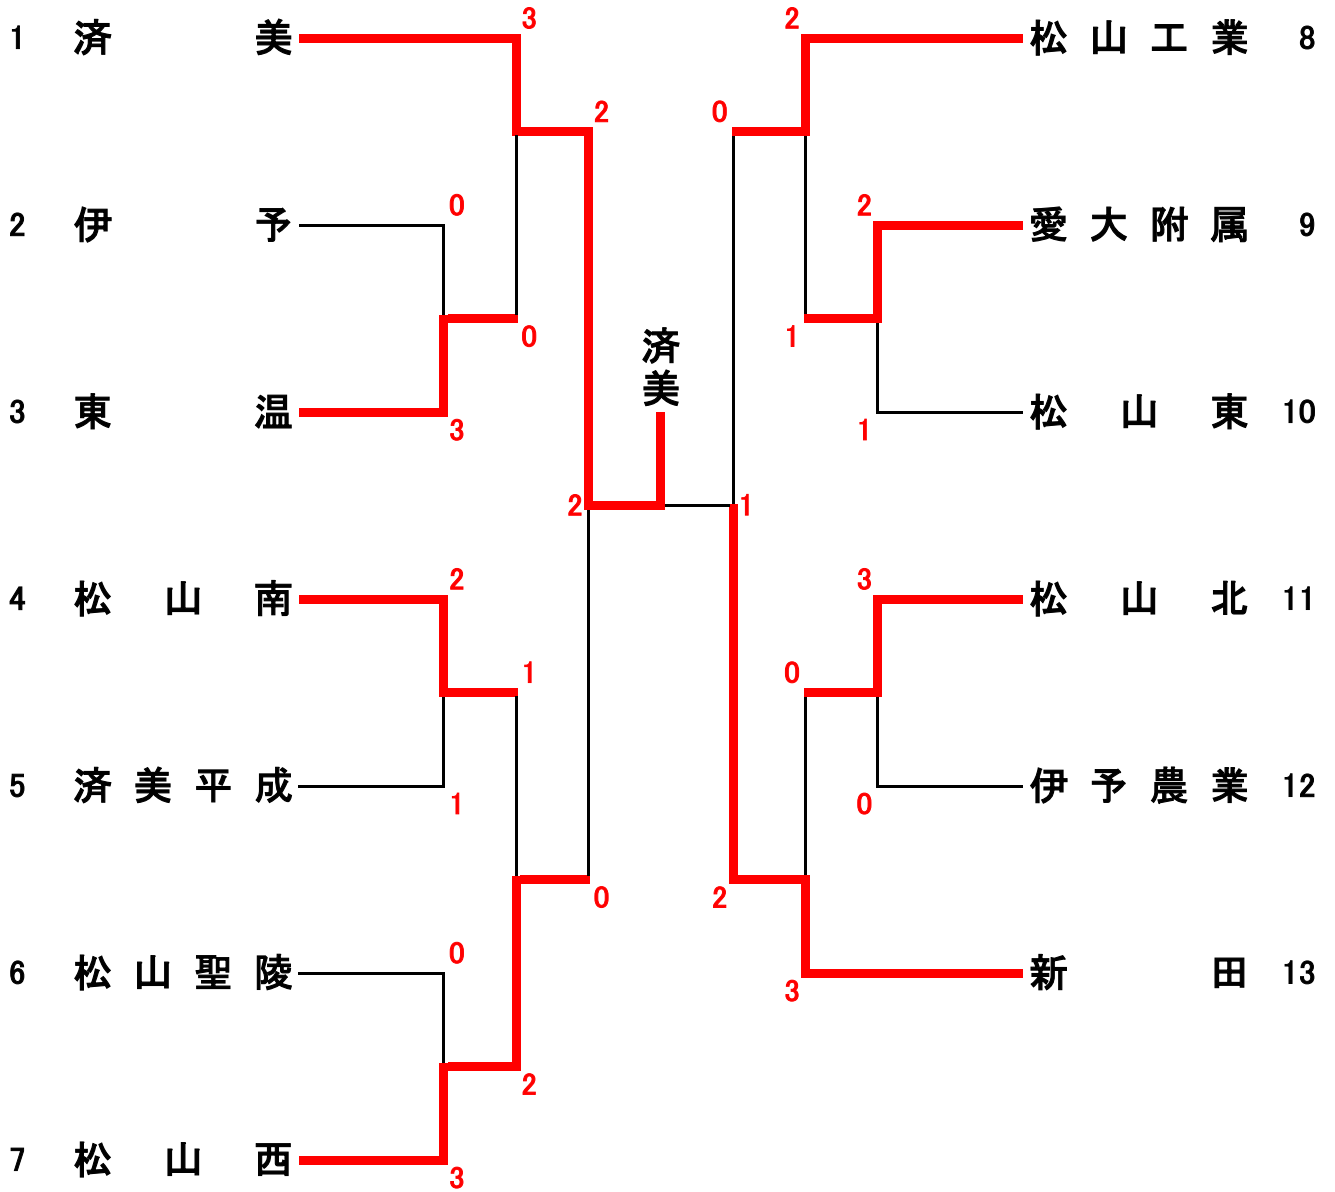 1 済美 3
2 伊予 0
3 東温 3
0
2
4 松山南 2
5 済美平成 1
1
6 松山聖陵 0
7 松山西 3
2
0
2
済美
1
2 松山工業 8
0
2 愛大附属 9
1
1 松山東 10
3 松山北 11
0
0 伊予農業 12
2
3 新田 13